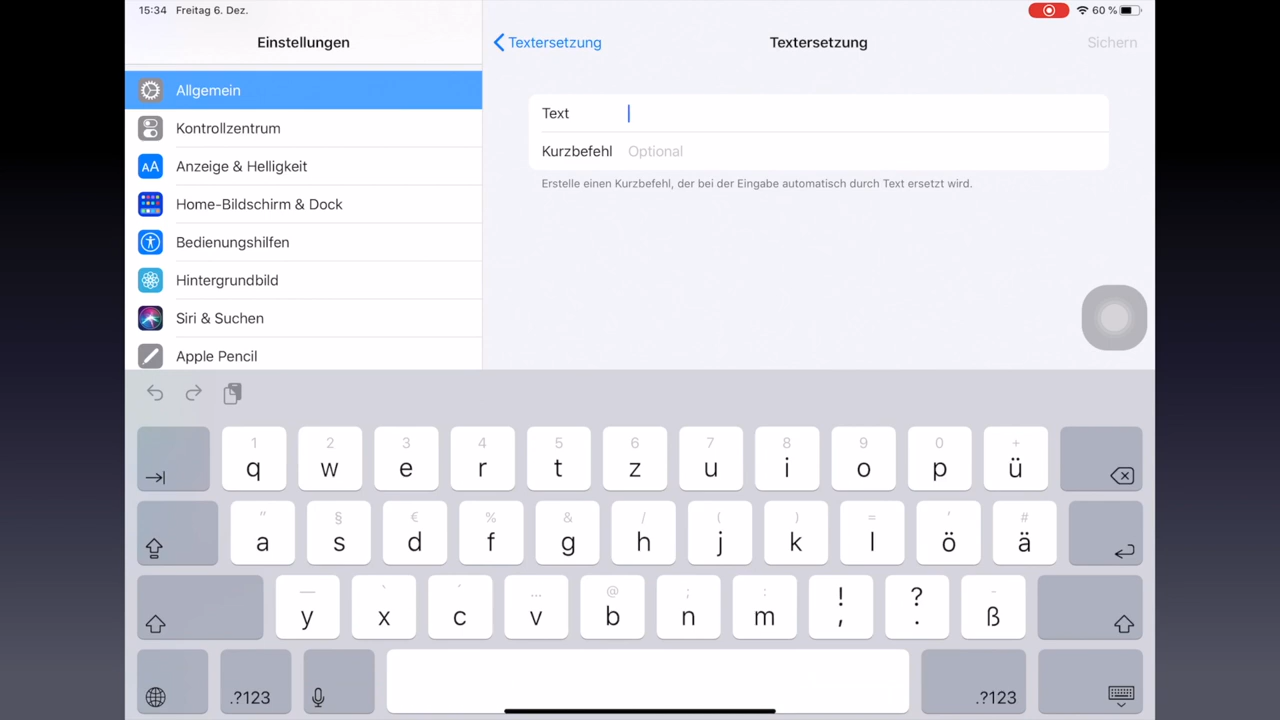 15:34 Freitag 6. Dez.
60 %
Einstellungen
Textersetzung
Textersetzung
Sichern
Allgemein
Kontrollzentrum
AA Anzeige & Helligkeit
Home-Bildschirm & Dock
Bedienungshilfen
Hintergrundbild
Siri & Suchen
Apple Pencil
Text
Kurzbefehl Optional
Erstelle einen Kurzbefehl, der bei der Eingabe automatisch durch Text ersetzt wird.
1 2 3 4 5 6 7 8 9 0 +
q w e r t z u i o p ü
" § € % & / ( ) = ' #
a s d f g h j k l ö ä
— ` ´ ... @ ; : ! ? -
y x c v b n m , . ß
.?123 .?123